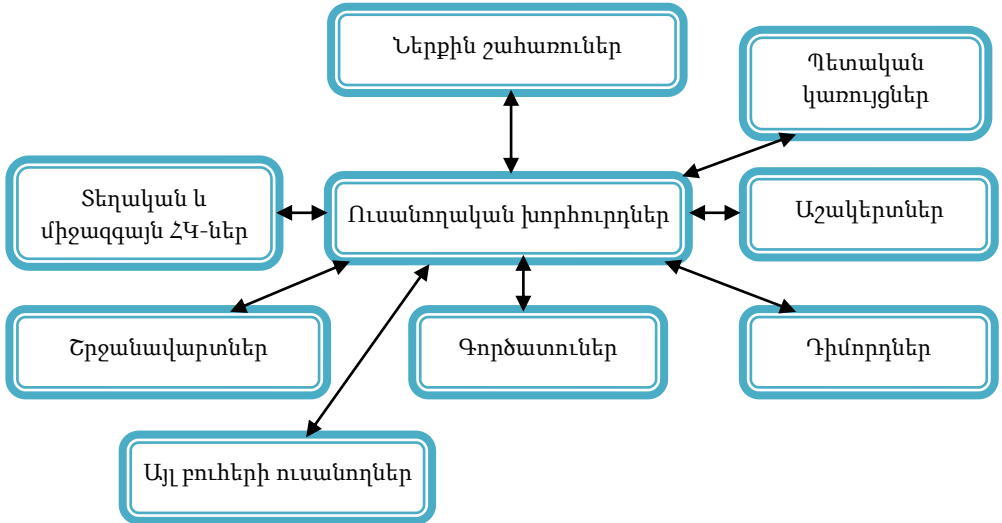 Ներքին շահառուներ
Պետական
կառույցներ
Տեղական և
միջազգային ՀԿ-ներ
Ուսանողական խորհուրդներ
Աշակերտներ
Շրջանավարտներ
Գործատուներ
Դիմորդներ
Այլ բուհերի ուսանողներ